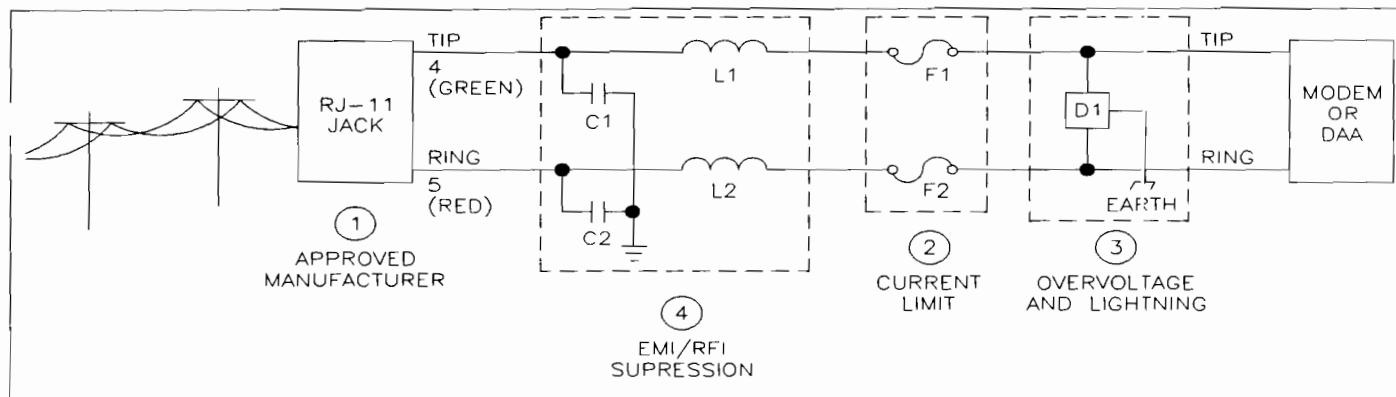 RJ-11
JACK
TIP
4
(GREEN)
RING
5
(RED)
1
APPROVED
MANUFACTURER
C1
L1
C2
L2
4
EMI/RFI
SUPRESSION
F1
F2
2
CURRENT
LIMIT
D1
EARTH
3
OVERVOLTAGE
AND LIGHTNING
TIP
RING
MODEM
OR
DAA